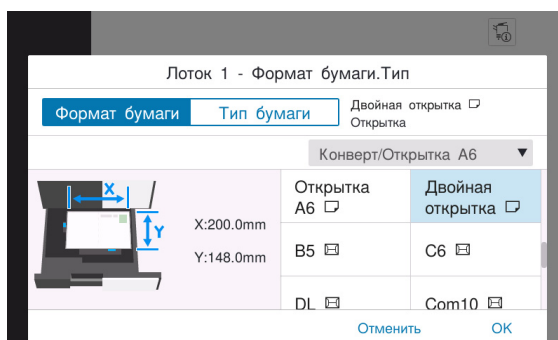 Лоток 1 - Формат бумаги.Тип
Формат бумаги
Тип бумаги
Двойная открытка
Открытка
Конверт/Открытка A6
X
Y
X:200.0mm
Y:148.0mm
Открытка
A6
Двойная
открытка
B5
C6
DL
Com10
Отменить
OK